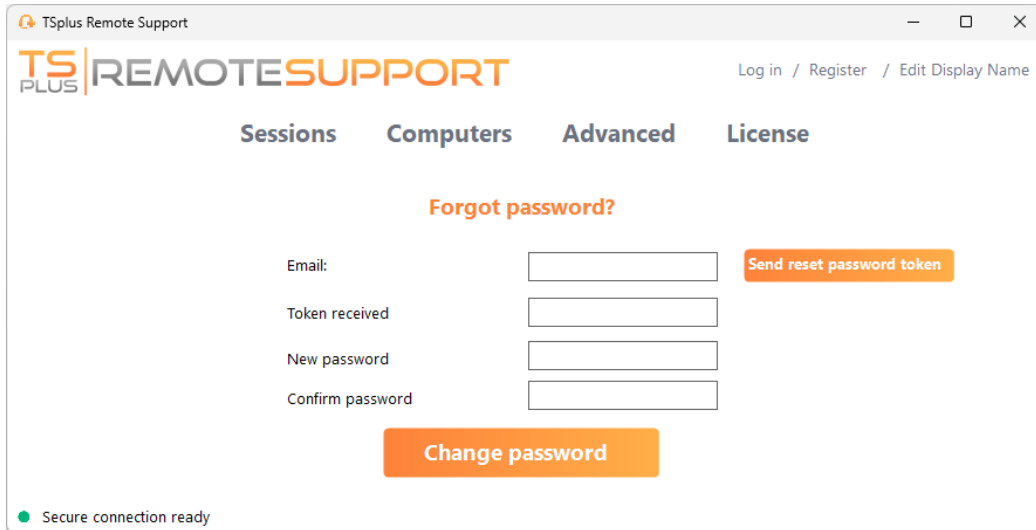 TSplus Remote Support
TS PLUS REMOTESUPPORT
Log in / Register / Edit Display Name
Sessions Computers Advanced License
Forgot password?
Email: Send reset password token
Token received
New password
Confirm password
Change password
Secure connection ready